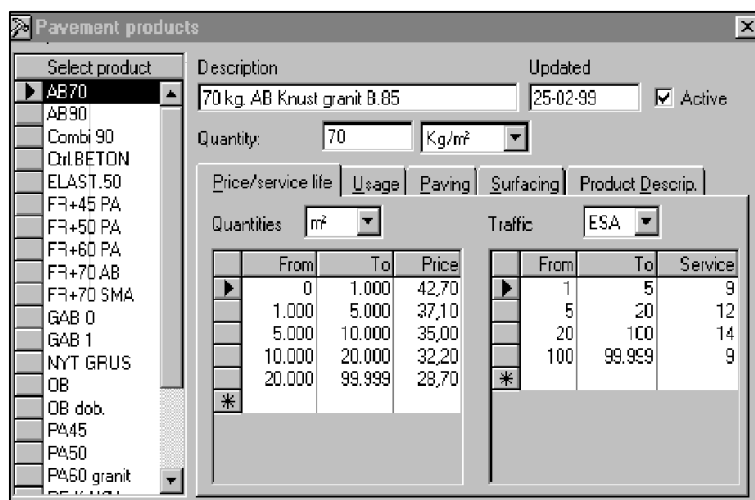 Pavement products
Select product
AB70
AB90
Combi 90
Ctrl.BETON
ELAST.50
FR+45 PA
FR+50 PA
FR+60 PA
FR+70 AB
FR+70 SMA
GAB 0
GAB 1
NYT GRUS
OB
OB dob.
PA45
PA50
PA60 granit
Description
Updated
70 kg. AB Knust granit B.85
25-02-99
Active
Quantity:
70
Kg/m²
Price/service life
Usage
Paving
Surfacing
Product Descrip.
Quantities
m²
From To Price
0 1.000 42,70
1.000 5.000 37,10
5.000 10.000 35,00
10.000 20.000 32,20
20.000 99.999 28,70
Traffic
ESA
From To Service
1 5 9
5 20 12
20 100 14
100 99.999 9